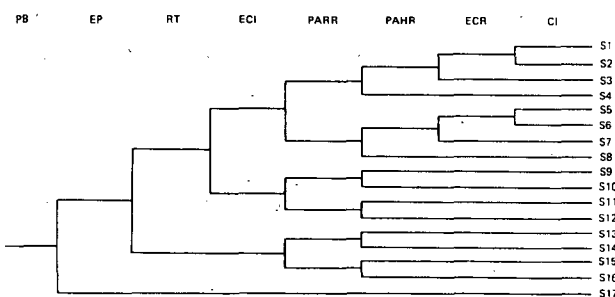 PB EP RT ECI PARR PAHR ECR CI
S1
S2
S3
S4
S5
S6
S7
S8
S9
S10
S11
S12
S13
S14
S15
S16
S17